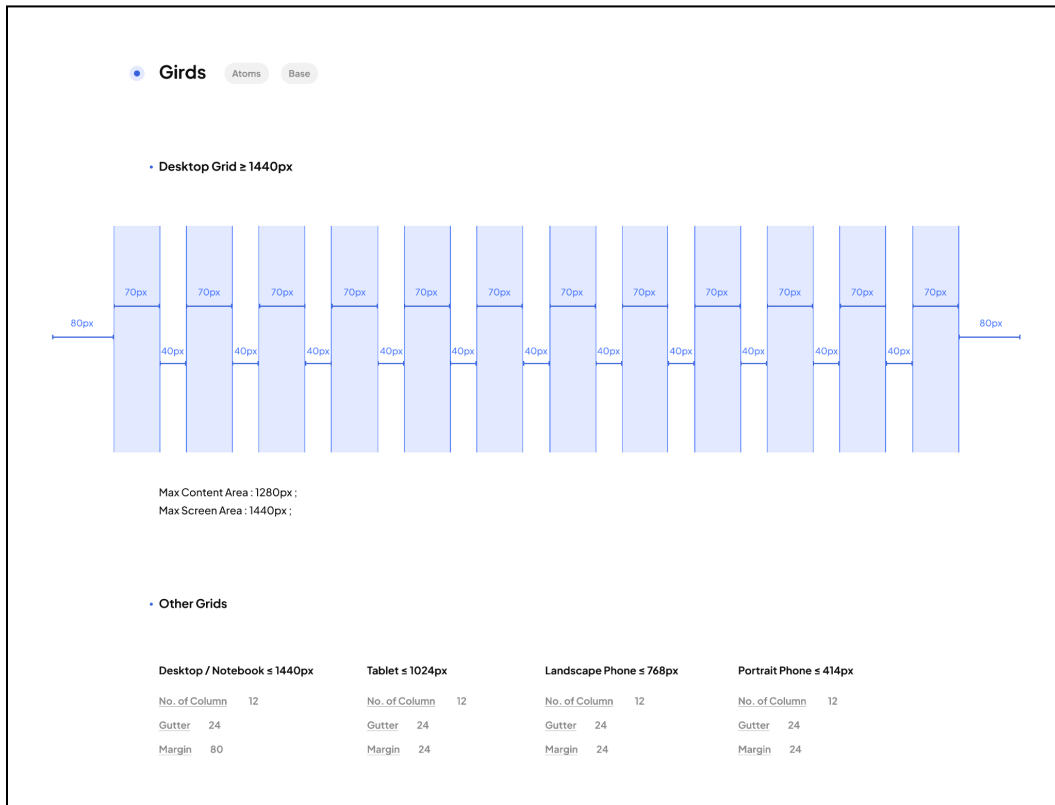 Girds Atoms Base
Desktop Grid ≥ 1440px
70px 70px 70px 70px 70px 70px 70px 70px 70px 70px 70px 70px
80px 80px
40px 40px 40px 40px 40px 40px 40px 40px 40px 40px 40px
Max Content Area : 1280px ;
Max Screen Area : 1440px ;
Other Grids
Desktop / Notebook ≤ 1440px Tablet ≤ 1024px Landscape Phone ≤ 768px Portrait Phone ≤ 414px
No. of Column 12 No. of Column 12 No. of Column 12 No. of Column 12
Gutter 24 Gutter 24 Gutter 24 Gutter 24
Margin 80 Margin 24 Margin 24 Margin 24